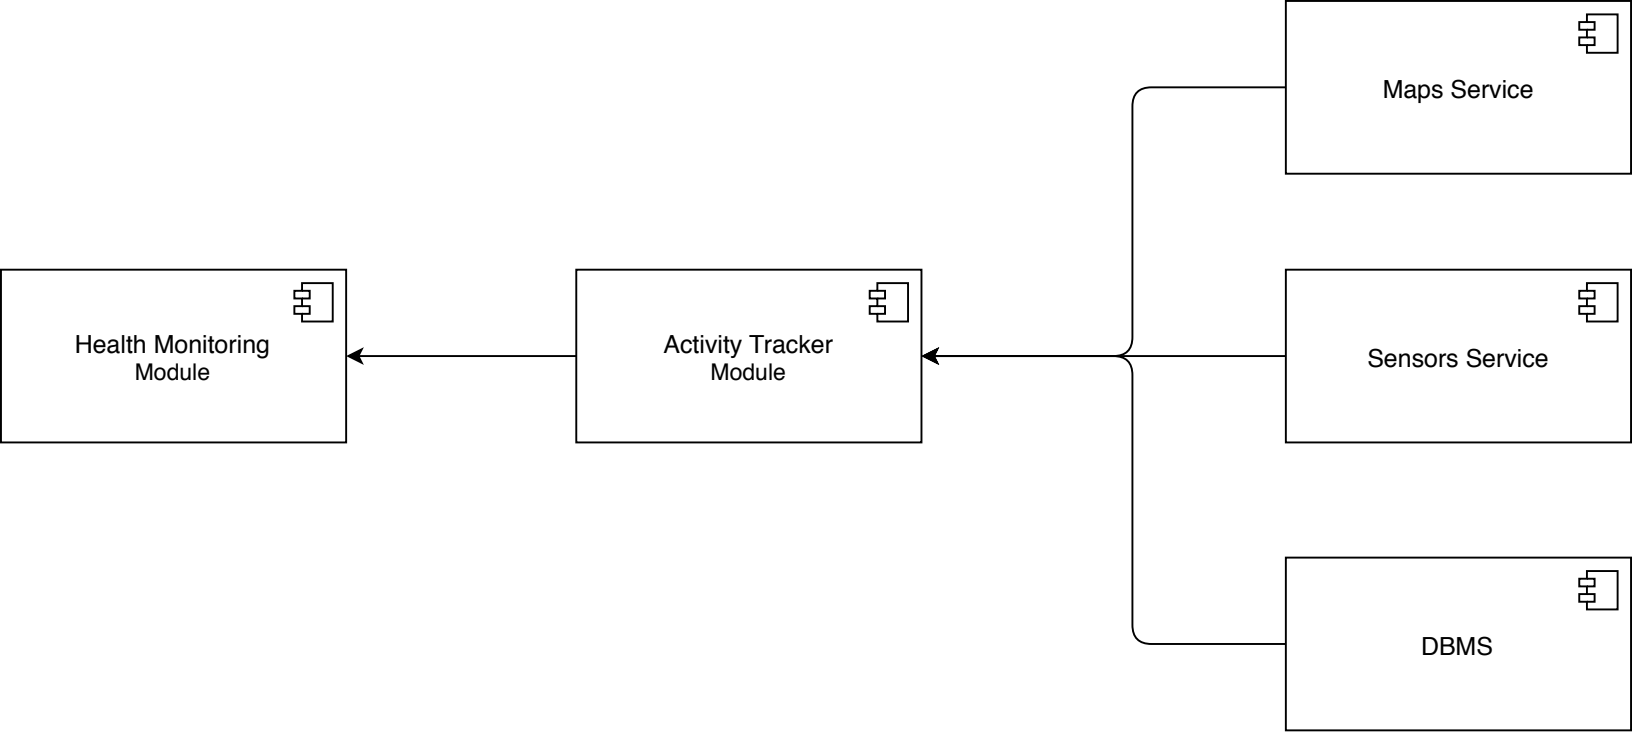 Maps Service
Health Monitoring
Module
Activity Tracker
Module
Sensors Service
DBMS